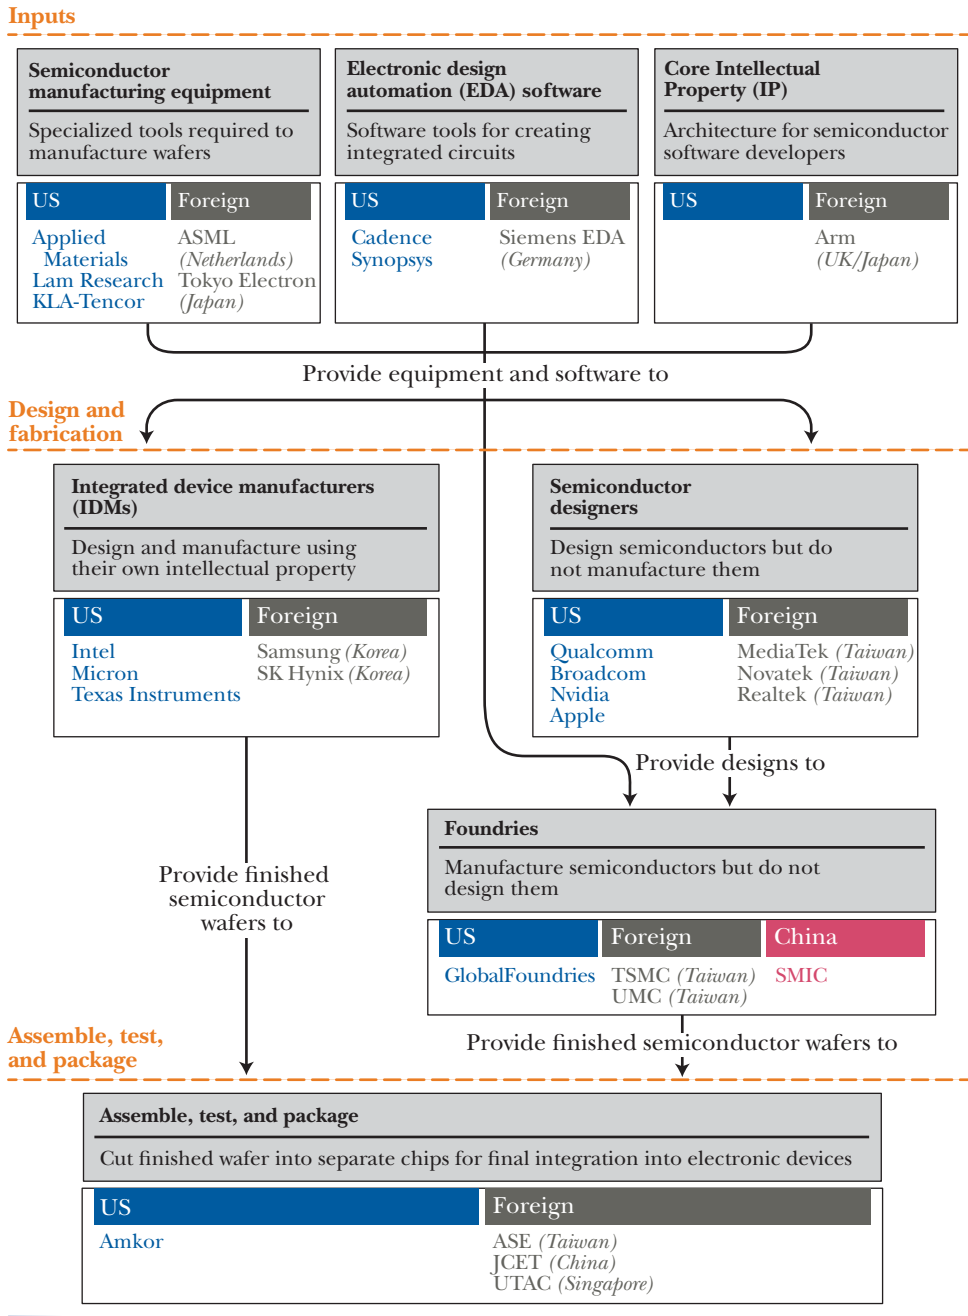 Inputs
Semiconductor
manufacturing equipment
Specialized tools required to
manufacture wafers
US
Foreign
Applied
Materials
Lam Research
KLA-Tencor
ASML
(Netherlands)
Tokyo Electron
(Japan)
Electronic design
automation (EDA) software
Software tools for creating
integrated circuits
US
Foreign
Cadence
Synopsys
Siemens EDA
(Germany)
Core Intellectual
Property (IP)
Architecture for semiconductor
software developers
US
Foreign
Arm
(UK/Japan)
Provide equipment and software to
Design and
fabrication
Integrated device manufacturers
(IDMs)
Design and manufacture using
their own intellectual property
US
Foreign
Intel
Micron
Texas Instruments
Samsung (Korea)
SK Hynix (Korea)
Semiconductor
designers
Design semiconductors but do
not manufacture them
US
Foreign
Qualcomm
Broadcom
Nvidia
Apple
MediaTek (Taiwan)
Novatek (Taiwan)
Realtek (Taiwan)
Provide designs to
Foundries
Manufacture semiconductors but do not
design them
US
Foreign
China
GlobalFoundries
TSMC (Taiwan)
UMC (Taiwan)
SMIC
Provide finished
semiconductor
wafers to
Provide finished semiconductor wafers to
Assemble, test,
and package
Assemble, test, and package
Cut finished wafer into separate chips for final integration into electronic devices
US
Foreign
Amkor
ASE (Taiwan)
JCET (China)
UTAC (Singapore)